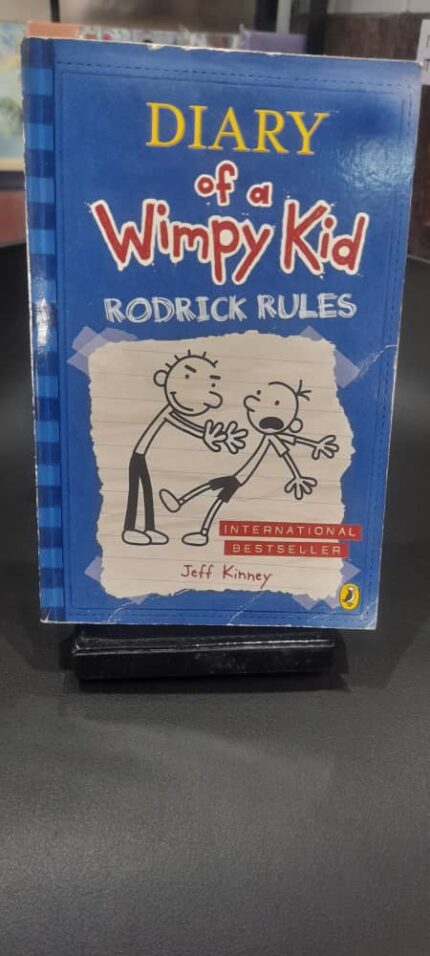 DIARY
of a
Wimpy Kid
RODRICK RULES
INTERNATIONAL
BESTSELLER
Jeff Kinney